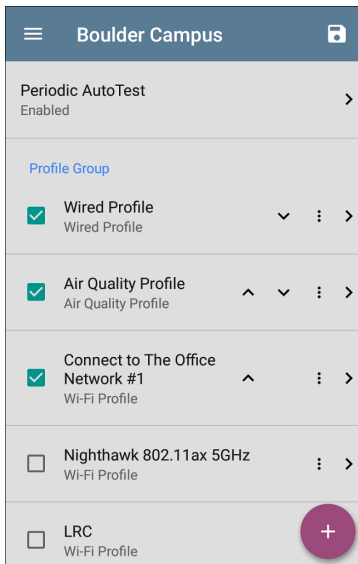 Boulder Campus
Periodic AutoTest
Enabled
Profile Group
Wired Profile
Wired Profile
Air Quality Profile
Air Quality Profile
Connect to The Office
Network #1
Wi-Fi Profile
Nighthawk 802.11ax 5GHz
Wi-Fi Profile
LRC
Wi-Fi Profile